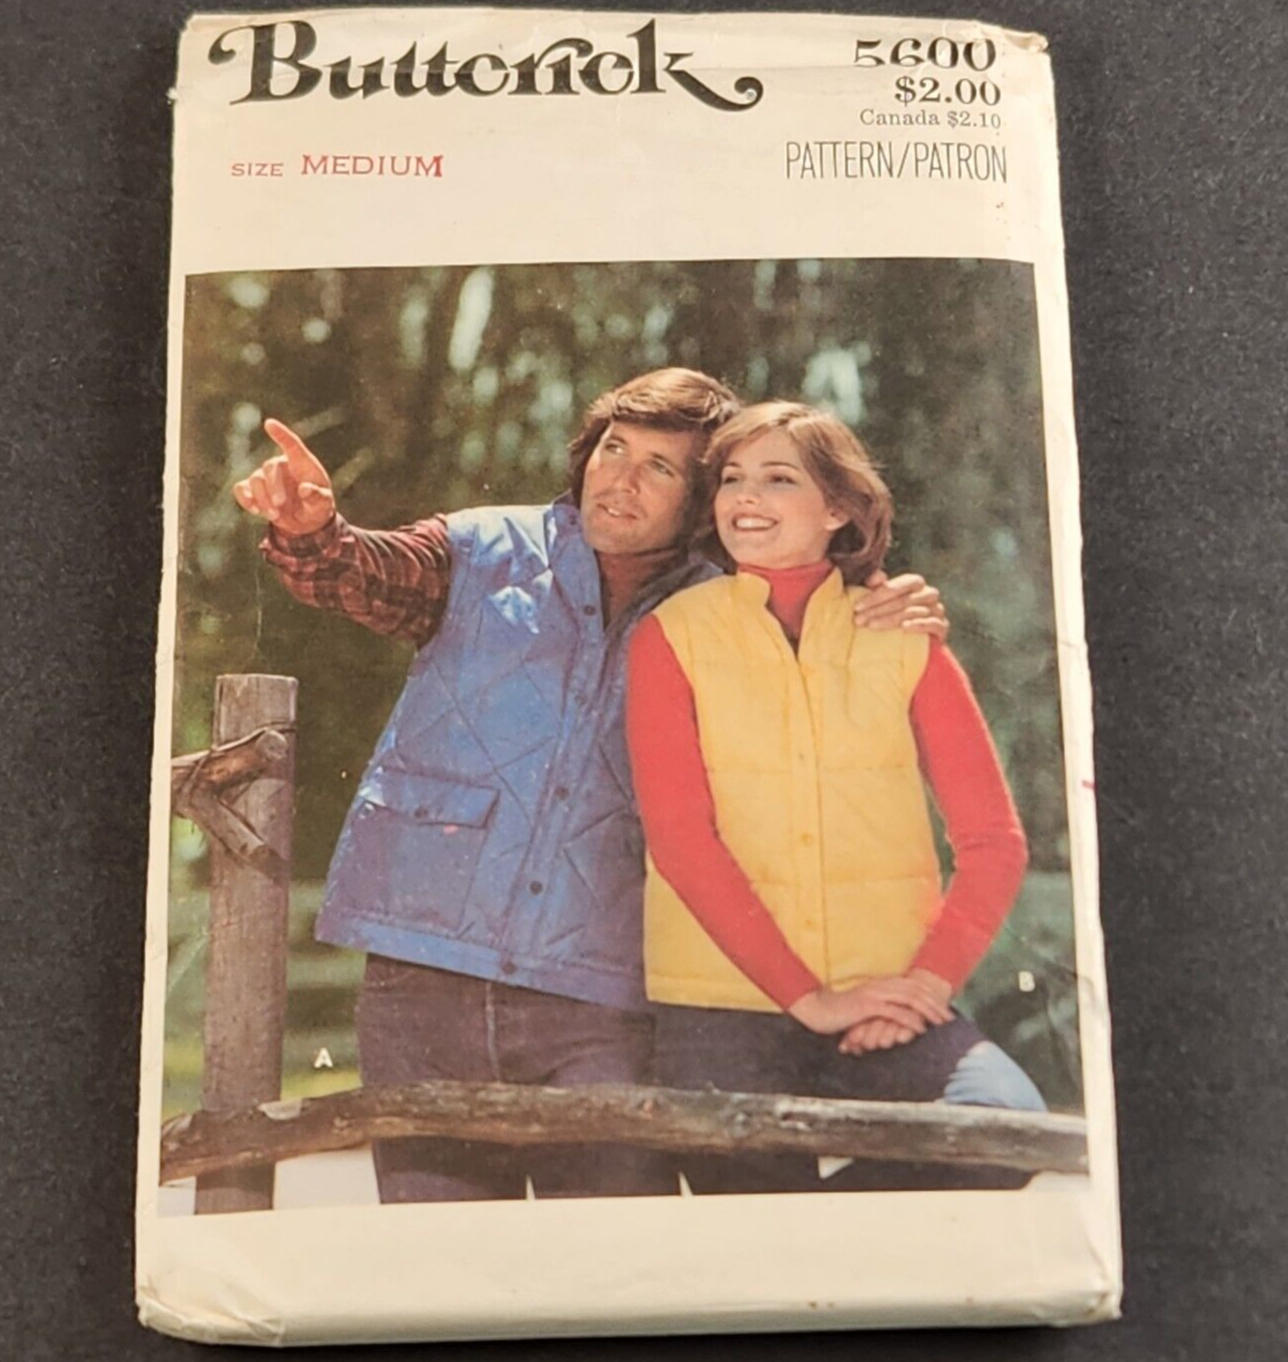 Butterick
5600
$2.00
Canada $2.10
SIZE MEDIUM
PATTERN/PATRON
A
B